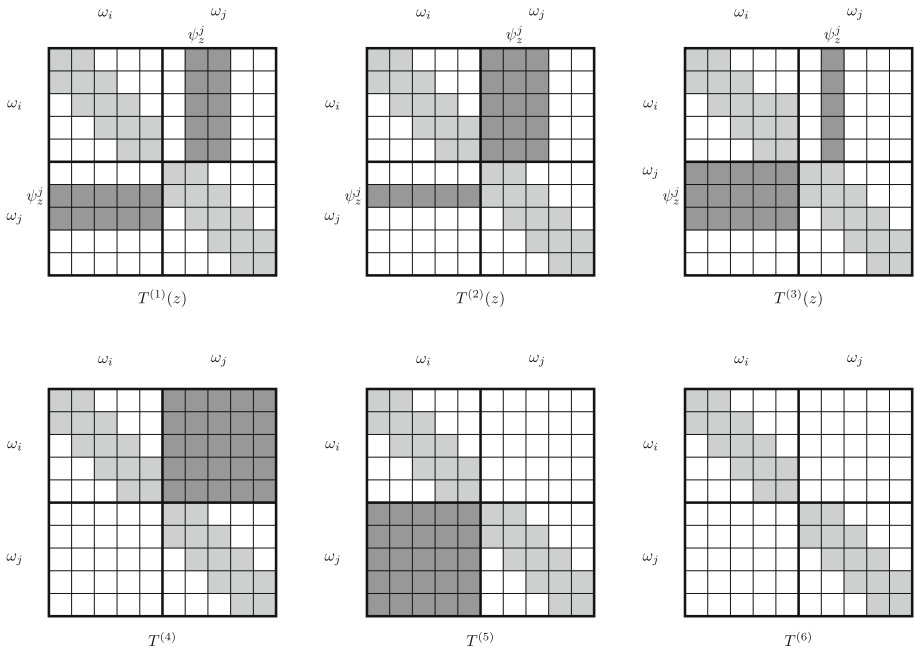 ω_i ω_j ω_i ω_j ω_i ω_j
ψ_z^j ψ_z^j ψ_z^j
ω_i ω_i ω_i
ω_j
ψ_z^j ψ_z^j ψ_z^j
ω_j ω_j
T^(1)(z) T^(2)(z) T^(3)(z)
ω_i ω_j ω_i ω_j ω_i ω_j
ω_i ω_i ω_i
ω_j ω_j ω_j
T^(4) T^(5) T^(6)